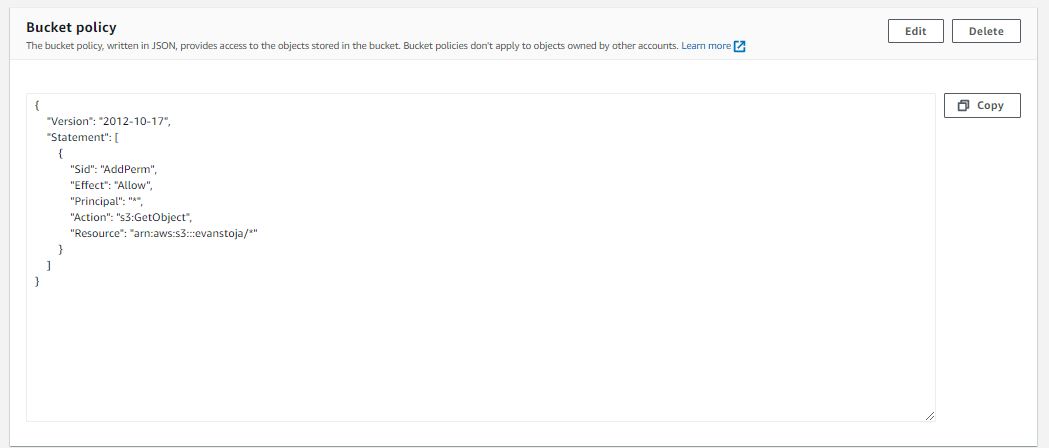 Bucket policy
The bucket policy, written in JSON, provides access to the objects stored in the bucket. Bucket policies don't apply to objects owned by other accounts. Learn more
Edit
Delete
Copy
{
"Version": "2012-10-17",
"Statement": [
{
"Sid": "AddPerm",
"Effect": "Allow",
"Principal": "*",
"Action": "s3:GetObject",
"Resource": "arn:aws:s3:::evanstoja/*"
}
]
}